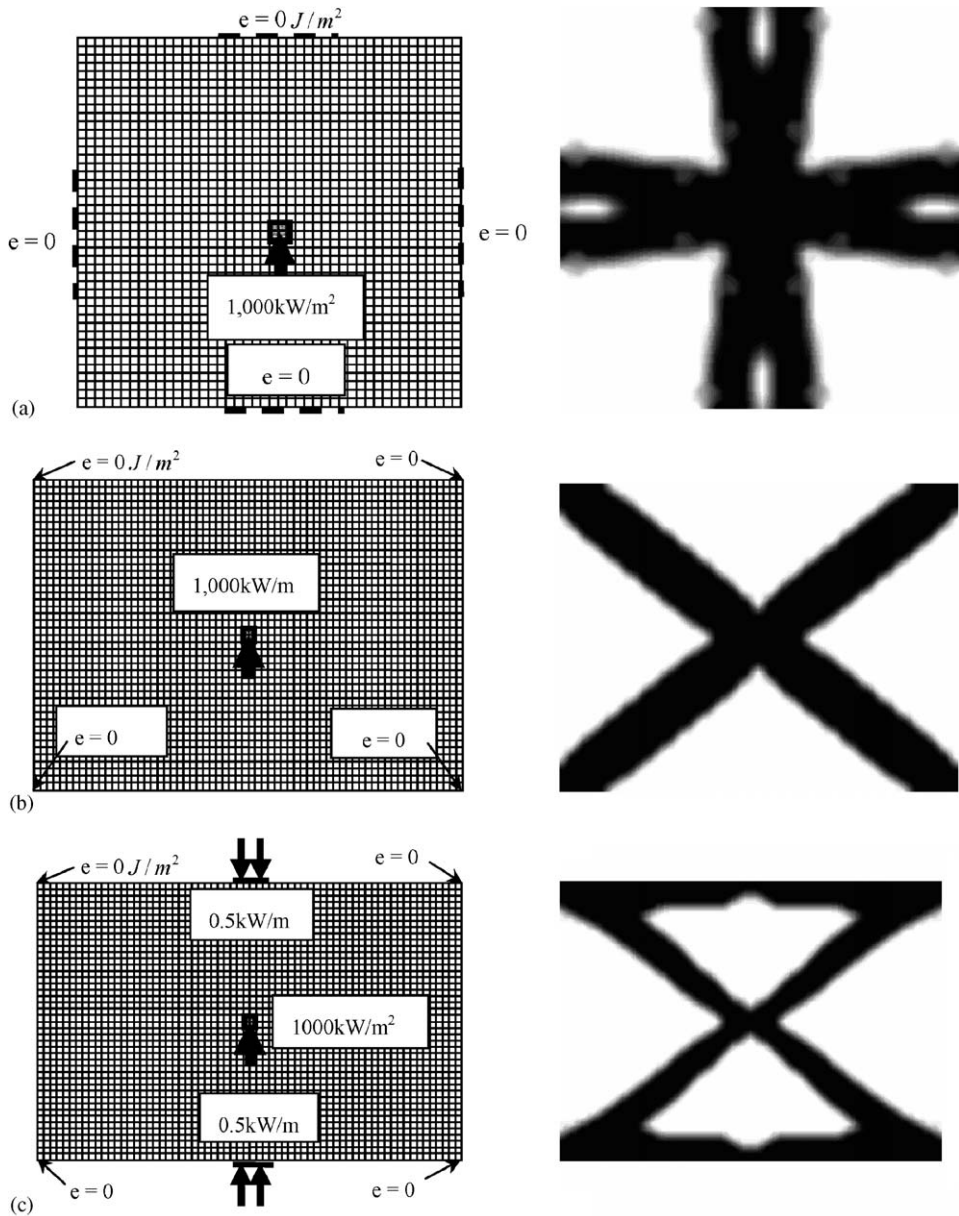 e = 0 J / m²
e = 0
e = 0
1,000kW/m²
e = 0
(a)
e = 0 J / m²
e = 0
1,000kW/m
e = 0
e = 0
(b)
e = 0 J / m²
e = 0
0.5kW/m
1000kW/m²
0.5kW/m
e = 0
e = 0
(c)